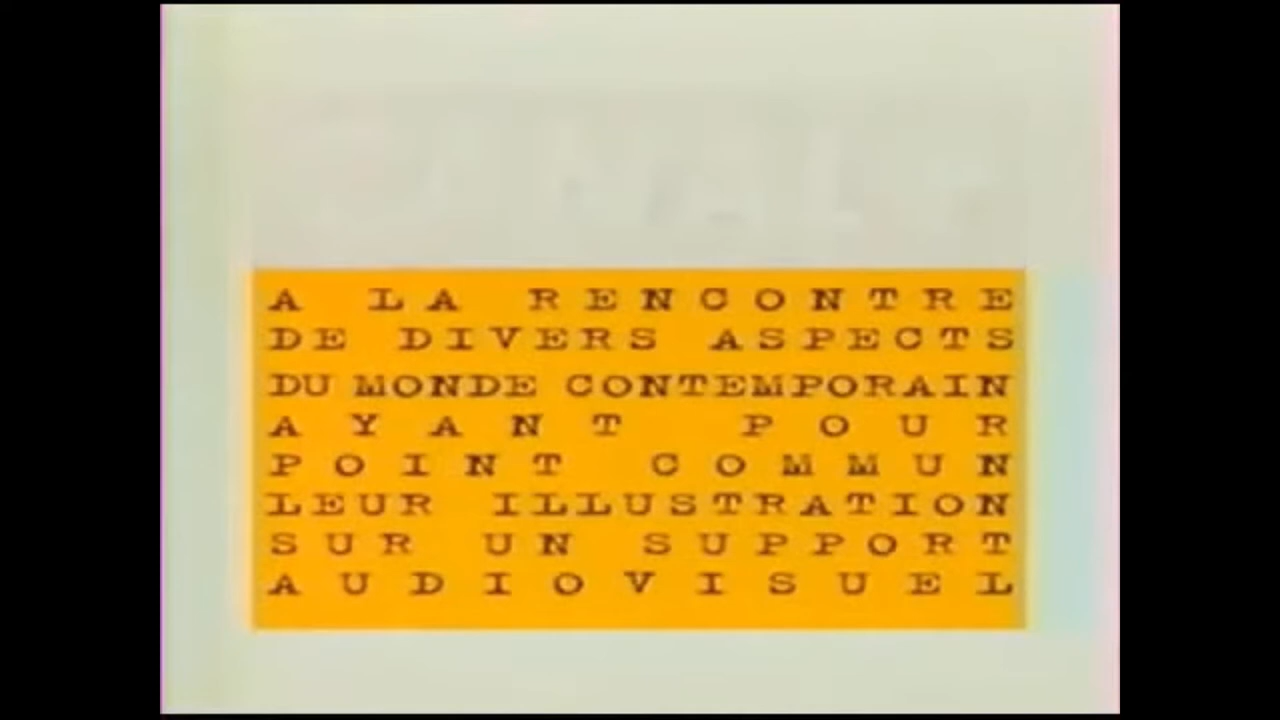 A LA RENCONTRE
DE DIVERS ASPECTS
DU MONDE CONTEMPORAIN
AYANT POUR
POINT COMMUN
LEUR ILLUSTRATION
SUR UN SUPPORT
AUDIOVISUEL